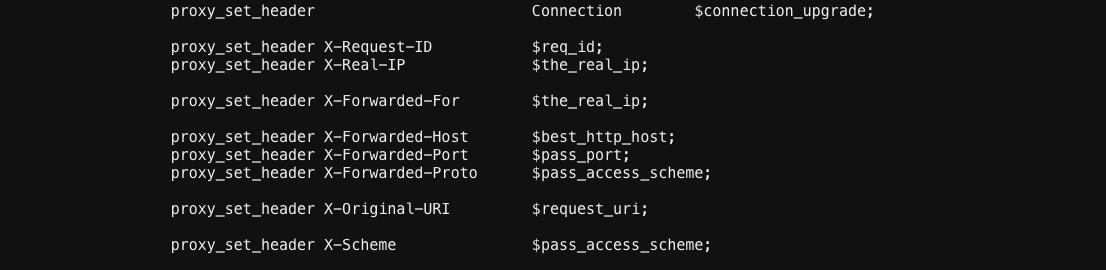 proxy_set_header Connection $connection_upgrade;
proxy_set_header X-Request-ID $req_id;
proxy_set_header X-Real-IP $the_real_ip;
proxy_set_header X-Forwarded-For $the_real_ip;
proxy_set_header X-Forwarded-Host $best_http_host;
proxy_set_header X-Forwarded-Port $pass_port;
proxy_set_header X-Forwarded-Proto $pass_access_scheme;
proxy_set_header X-Original-URI $request_uri;
proxy_set_header X-Scheme $pass_access_scheme;